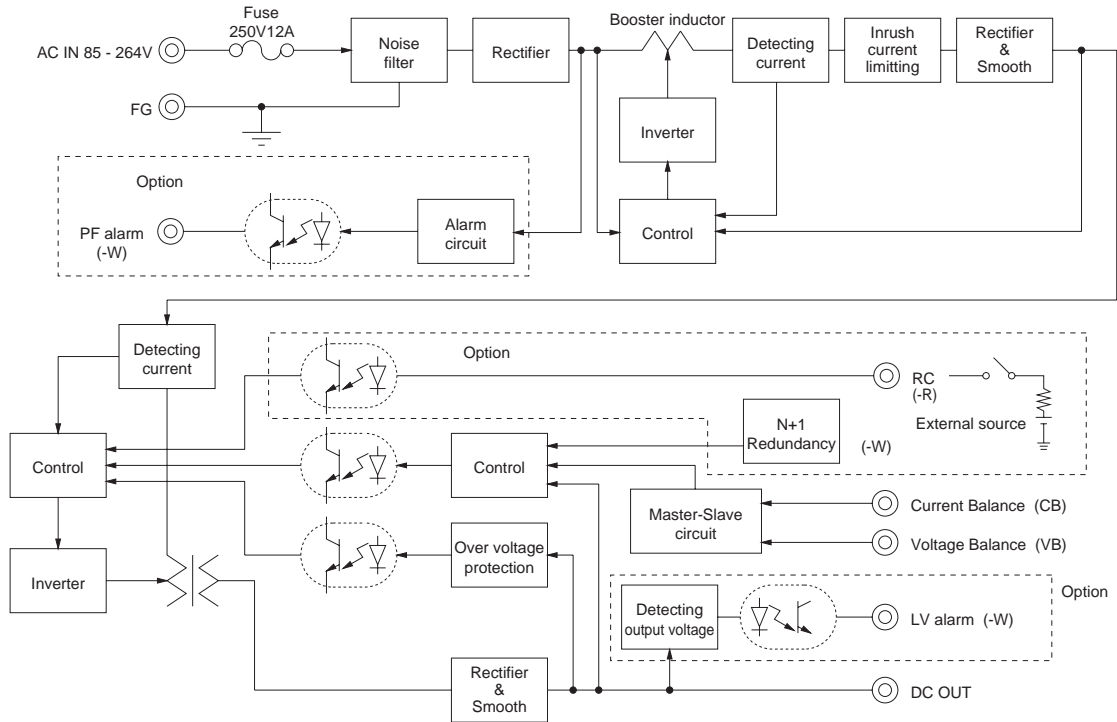 Fuse
250V12A
AC IN 85 - 264V
FG
Noise
filter
Rectifier
Booster inductor
Detecting
current
Inrush
current
limitting
Rectifier
&
Smooth
Inverter
Control
Option
PF alarm
(-W)
Alarm
circuit
Detecting
current
Option
RC
(-R)
External source
N+1
Redundancy
(-W)
Control
Control
Master-Slave
circuit
Current Balance (CB)
Voltage Balance (VB)
Inverter
Over voltage
protection
Option
Detecting
output voltage
LV alarm (-W)
Rectifier
&
Smooth
DC OUT